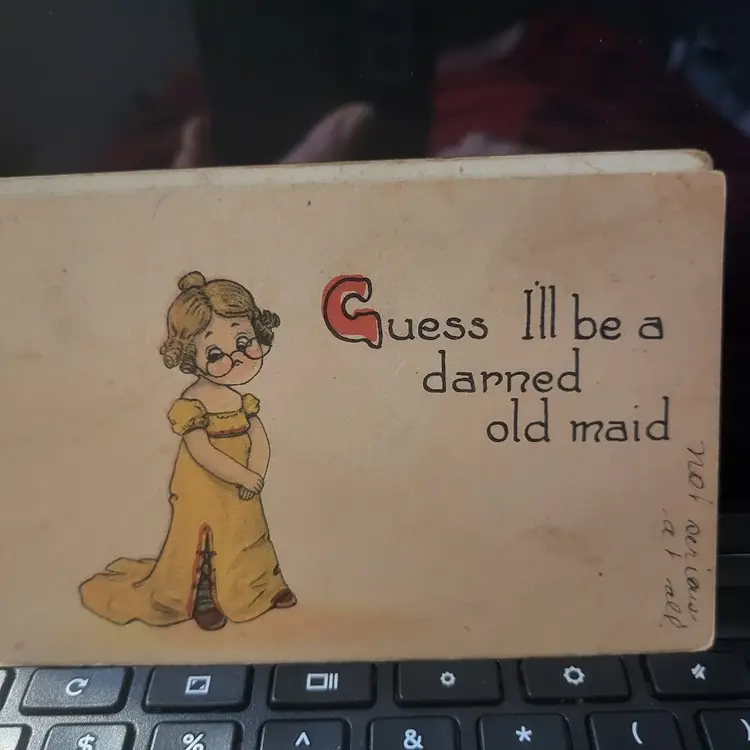 Guess I'll be a
darned
old maid
not serious
at all
$
%
^
&
*
(
)